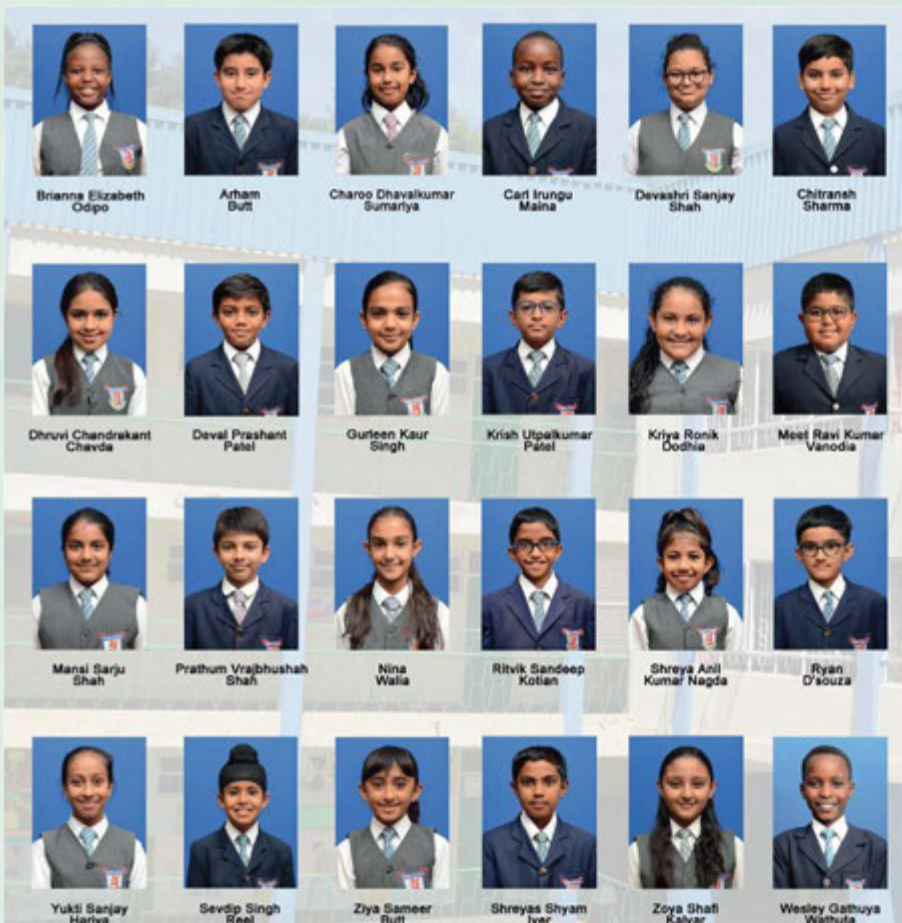 Brianna Elizabeth
Odipo
Arham
Butt
Charoo Dhavalkumar
Sumariya
Carl Irungu
Maina
Devashri Sanjay
Shah
Chitransh
Sharma
Dhruvi Chandrakant
Chavda
Deval Prashant
Patel
Gurleen Kaur
Singh
Krish Utpalkumar
Patel
Kriya Ronik
Dodhia
Meet Ravi Kumar
Vanodia
Mansi Sarju
Shah
Prathum Vrajbhushah
Shah
Nina
Walia
Ritvik Sandeep
Kotian
Shreya Anil
Kumar Nagda
Ryan
D'souza
Yukti Sanjay
Hariya
Sevdip Singh
Reel
Ziya Sameer
Butt
Shreyas Shyam
Iyer
Zoya Shafi
Kalyar
Wesley Gathuya
Wathuta